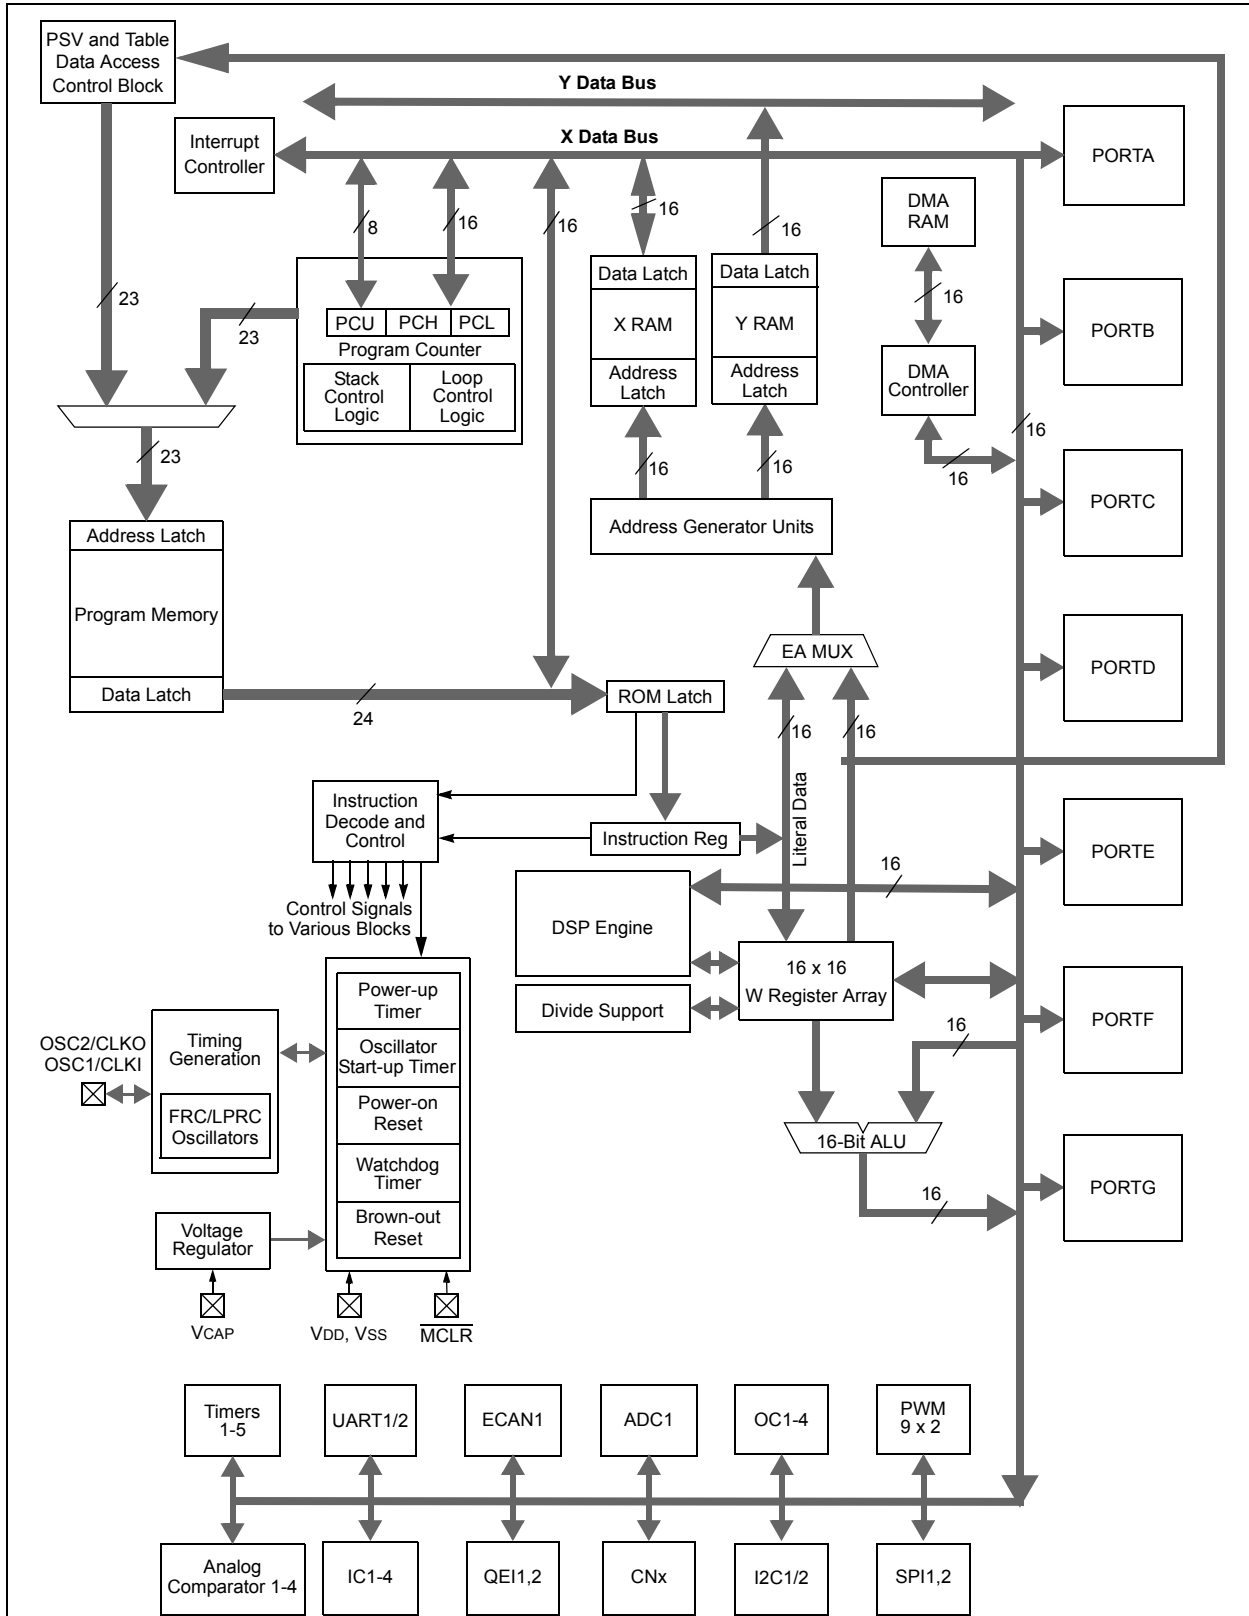 PSV and Table
Data Access
Control Block
Y Data Bus
X Data Bus
Interrupt
Controller
PORTA
8
16
16
16
16
DMA
RAM
16
23
23
Data Latch
X RAM
Address
Latch
Data Latch
Y RAM
Address
Latch
PCU
PCH
PCL
Program Counter
Stack
Control
Logic
Loop
Control
Logic
PORTB
DMA
Controller
16
16
23
16
16
PORTC
Address Generator Units
Address Latch
Program Memory
Data Latch
24
ROM Latch
EA MUX
PORTD
16
16
Literal Data
Instruction
Decode and
Control
Instruction Reg
PORTE
16
Control Signals
to Various Blocks
DSP Engine
16 x 16
W Register Array
Divide Support
PORTF
16
Power-up
Timer
Oscillator
Start-up Timer
Power-on
Reset
Watchdog
Timer
Brown-out
Reset
OSC2/CLKO
OSC1/CLKI
Timing
Generation
FRC/LPRC
Oscillators
16-Bit ALU
16
PORTG
Voltage
Regulator
VCAP
VDD, VSS
MCLR
Timers
1-5
UART1/2
ECAN1
ADC1
OC1-4
PWM
9 x 2
Analog
Comparator 1-4
IC1-4
QEI1,2
CNx
I2C1/2
SPI1,2